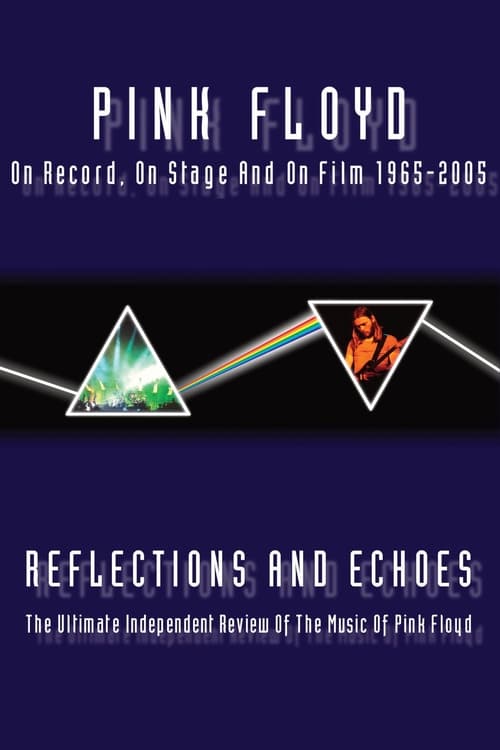 PINK FLOYD
On Record, On Stage And On Film 1965-2005
REFLECTIONS AND ECHOES
The Ultimate Independent Review Of The Music Of Pink Floyd